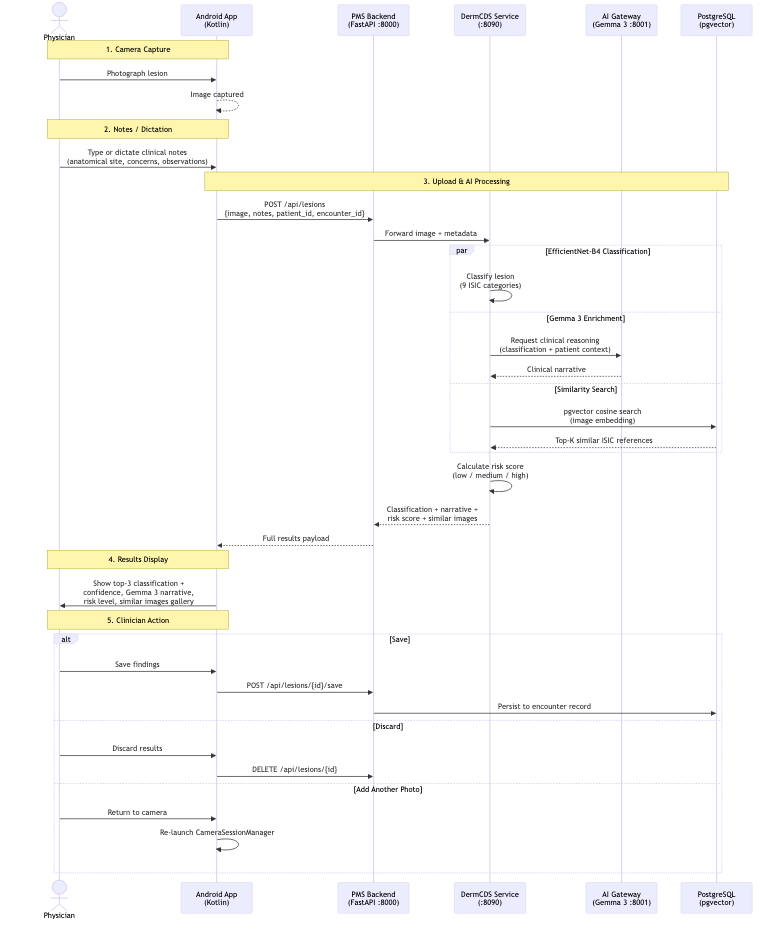 Physician
Android App
(Kotlin)
PMS Backend
(FastAPI :8000)
DermCDS Service
(:8090)
AI Gateway
(Gemma 3 :8001)
PostgreSQL
(pgvector)
1. Camera Capture
Photograph lesion
Image captured
2. Notes / Dictation
Type or dictate clinical notes
(anatomical site, concerns, observations)
3. Upload & AI Processing
POST /api/lesions
{image, notes, patient_id, encounter_id}
Forward image + metadata
par
[EfficientNet-B4 Classification]
Classify lesion
(9 ISIC categories)
[Gemma 3 Enrichment]
Request clinical reasoning
(classification + patient context)
Clinical narrative
[Similarity Search]
pgvector cosine search
(image embedding)
Top-K similar ISIC references
Calculate risk score
(low / medium / high)
Classification + narrative +
risk score + similar images
Full results payload
4. Results Display
Show top-3 classification +
confidence, Gemma 3 narrative,
risk level, similar images gallery
5. Clinician Action
alt
[Save]
Save findings
POST /api/lesions/{id}/save
Persist to encounter record
[Discard]
Discard results
DELETE /api/lesions/{id}
[Add Another Photo]
Return to camera
Re-launch CameraSessionManager
Physician
Android App
(Kotlin)
PMS Backend
(FastAPI :8000)
DermCDS Service
(:8090)
AI Gateway
(Gemma 3 :8001)
PostgreSQL
(pgvector)